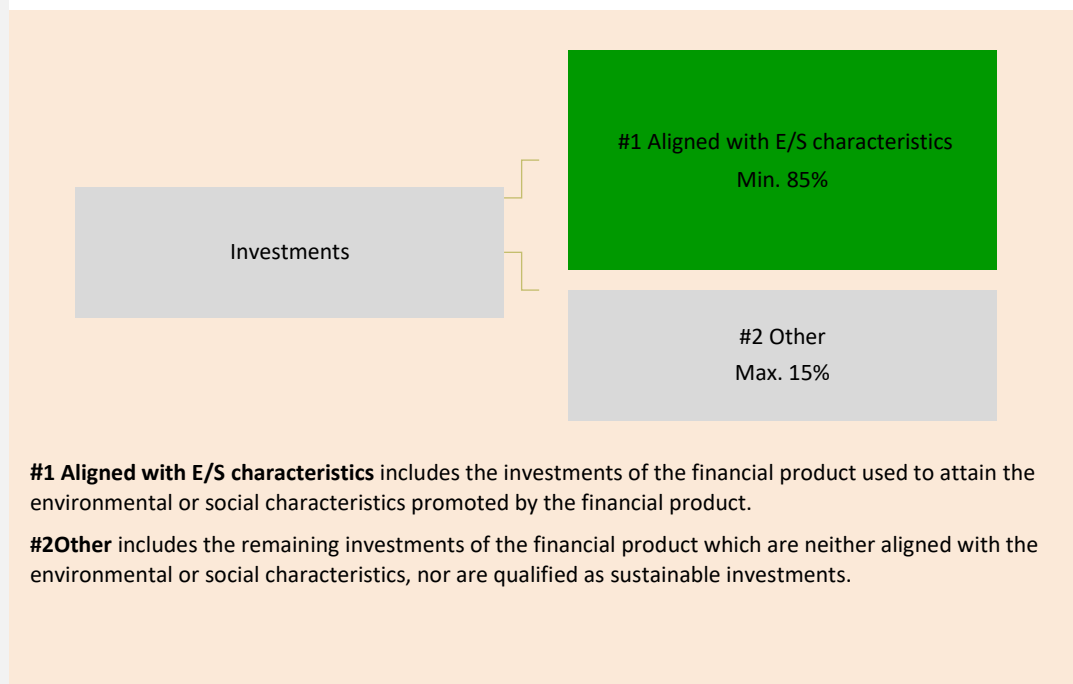 #1 Aligned with E/S characteristics
Min. 85%
Investments
#2 Other
Max. 15%
#1 Aligned with E/S characteristics includes the investments of the financial product used to attain the
environmental or social characteristics promoted by the financial product.
#2Other includes the remaining investments of the financial product which are neither aligned with the
environmental or social characteristics, nor are qualified as sustainable investments.